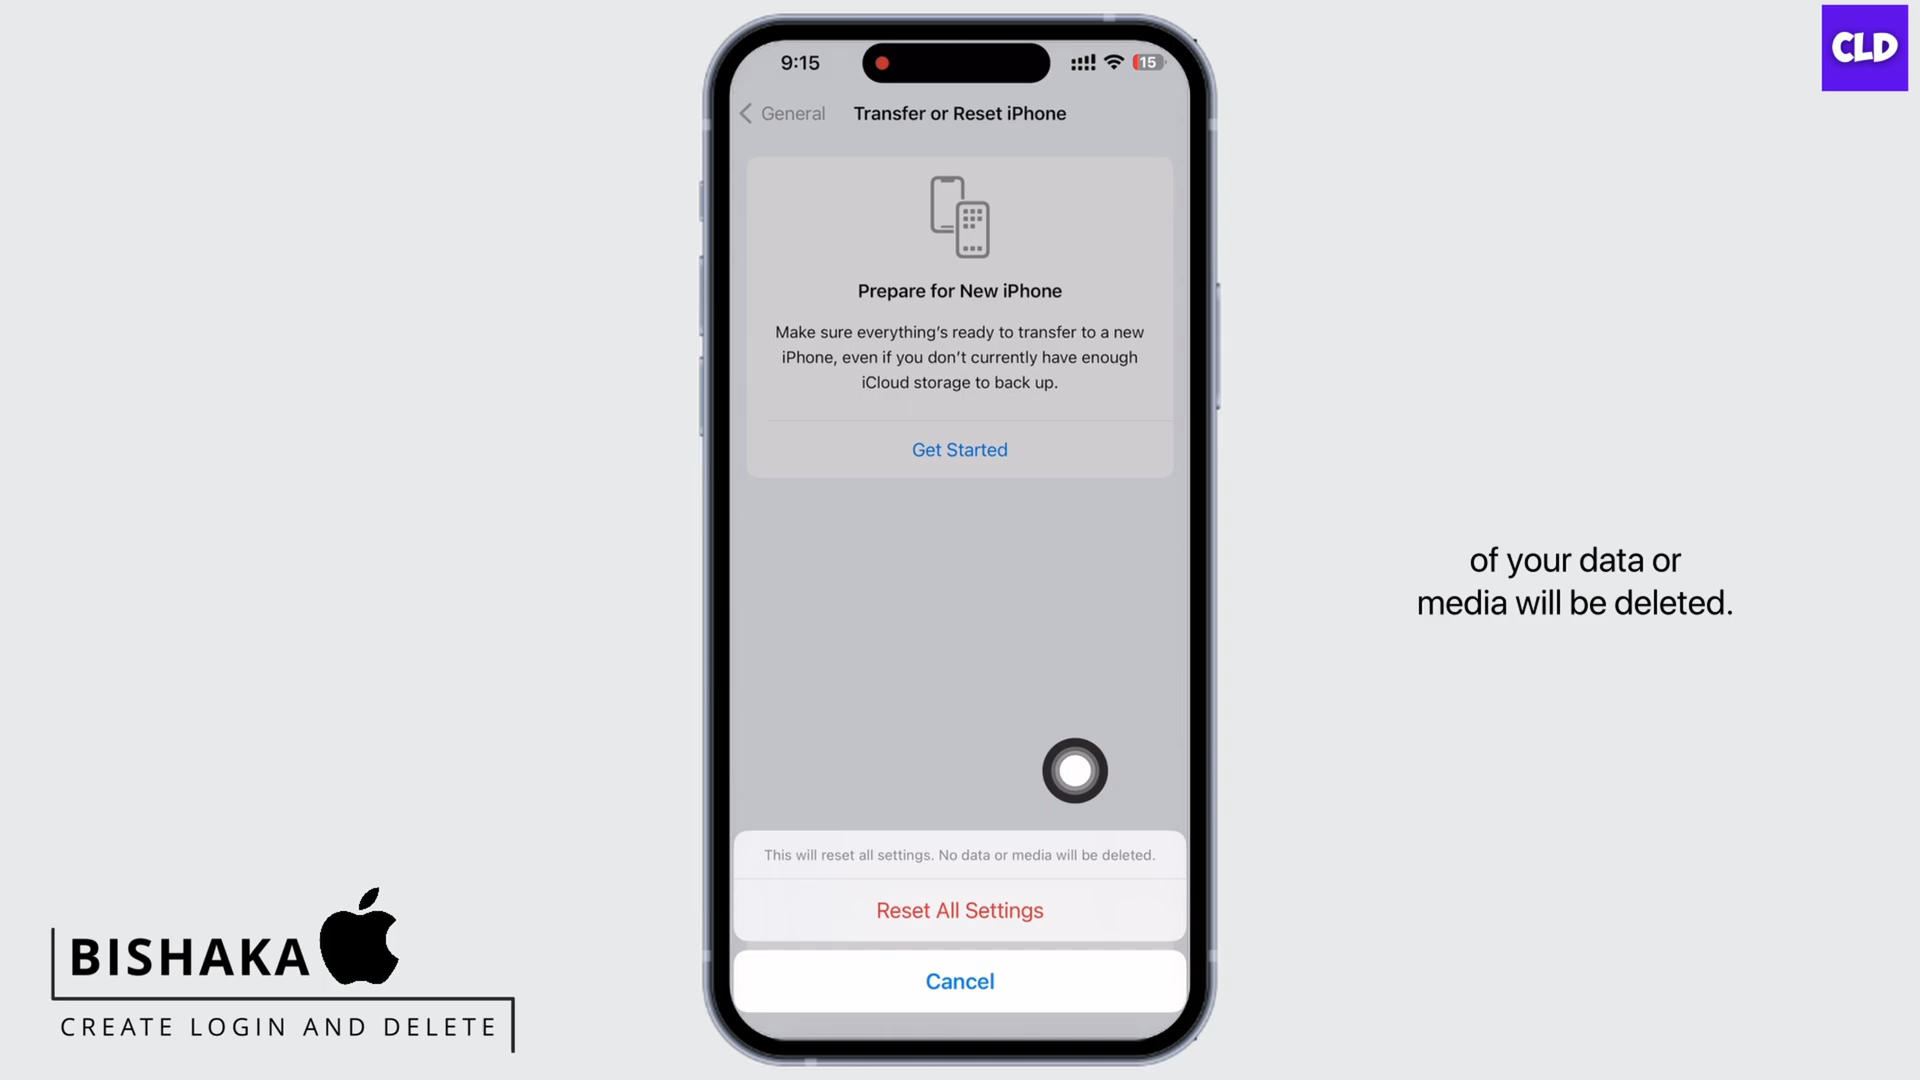 CLD
9:15
15
General
Transfer or Reset iPhone
Prepare for New iPhone
Make sure everything's ready to transfer to a new
iPhone, even if you don't currently have enough
iCloud storage to back up.
Get Started
of your data or
media will be deleted.
This will reset all settings. No data or media will be deleted.
Reset All Settings
Cancel
BISHAKA
CREATE LOGIN AND DELETE